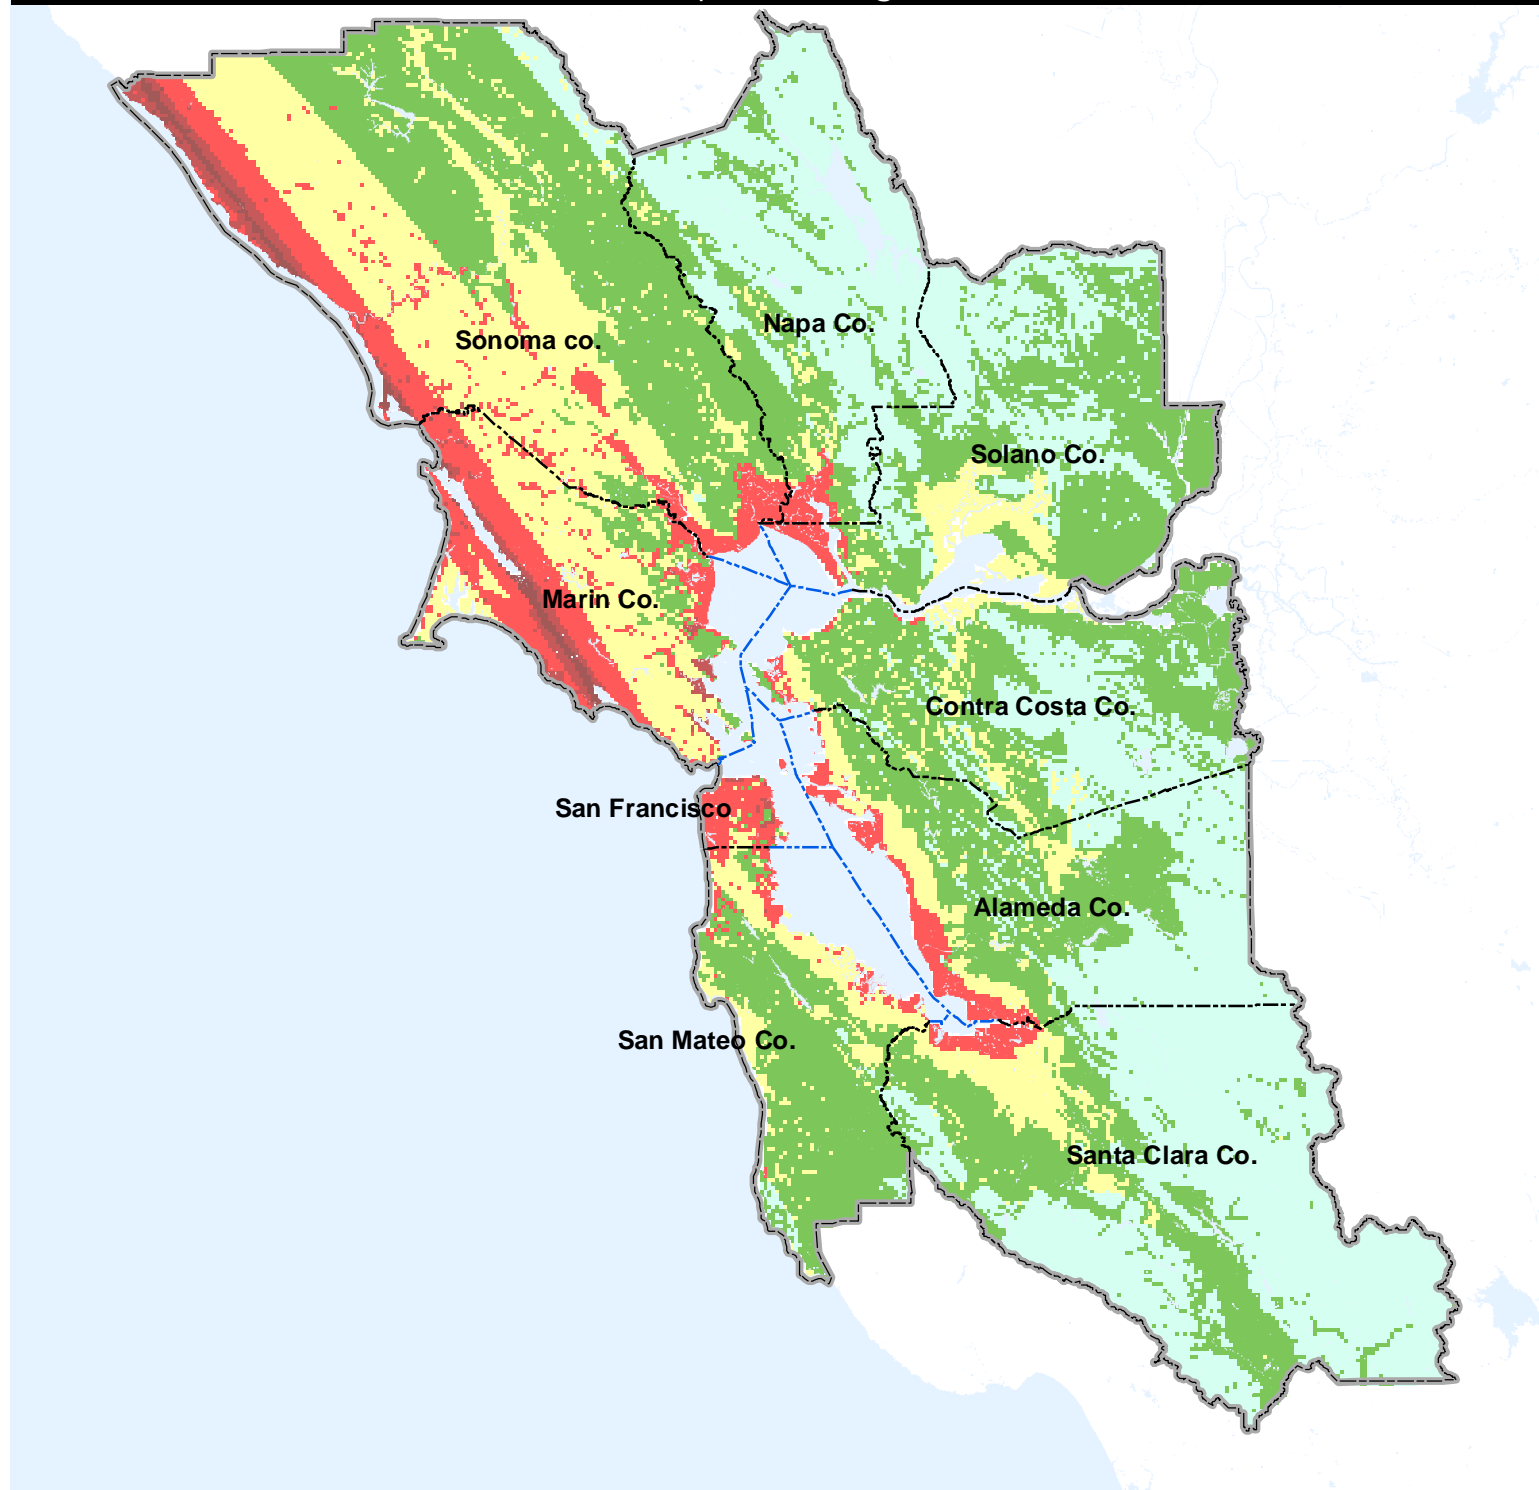 Napa Co.
Sonoma co.
Solano Co.
Marin Co.
Contra Costa Co.
San Francisco
Alameda Co.
San Mateo Co.
Santa Clara Co.